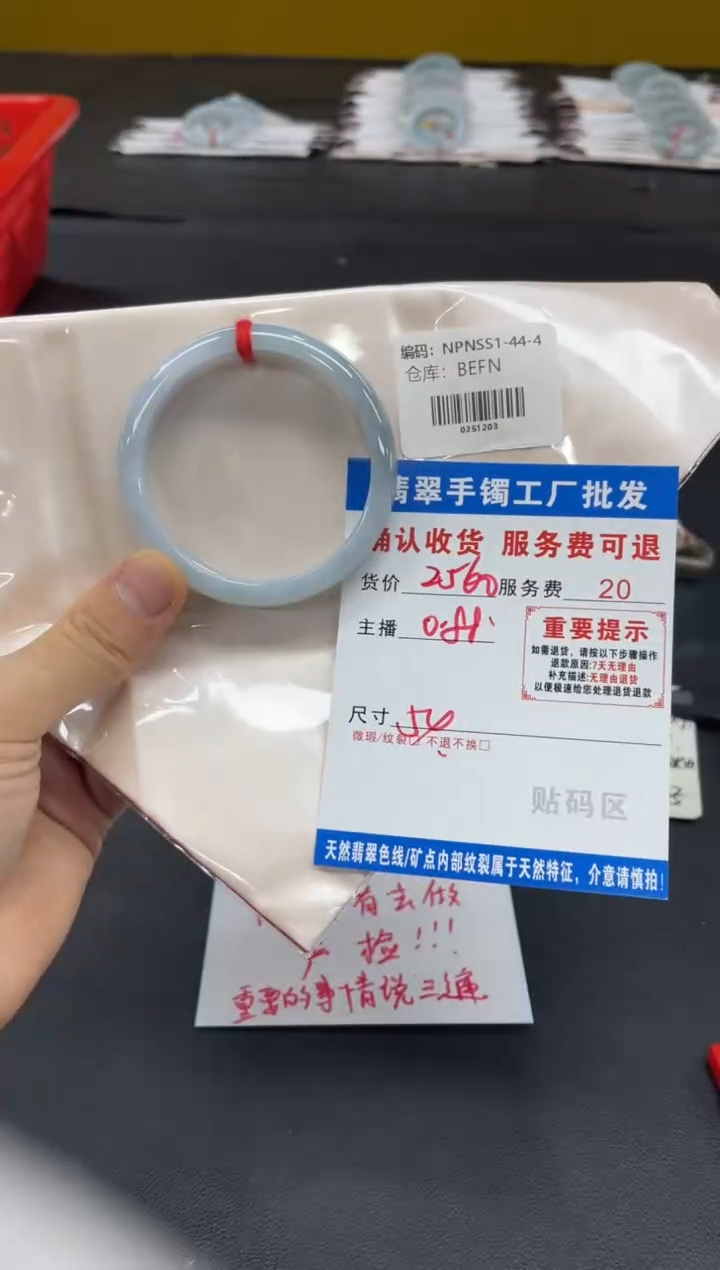 编码：NPNSS1-44-4
仓库：BEFN
0251203
翡翠手镯工厂批发
确认收货 服务费可退
货价 2560 服务费 20
主播
重要提示
如需退货，请按以下步骤操作
退款原因:7天无理由
补充描述:无理由退货
以便极速给您处理退货退款
尺寸 56
微瑕/纹裂☑ 不退不换□
贴码区
天然翡翠色线/矿点内部纹裂属于天然特征，介意请慎拍！
有去做
检!!!
重要的事情说三遍